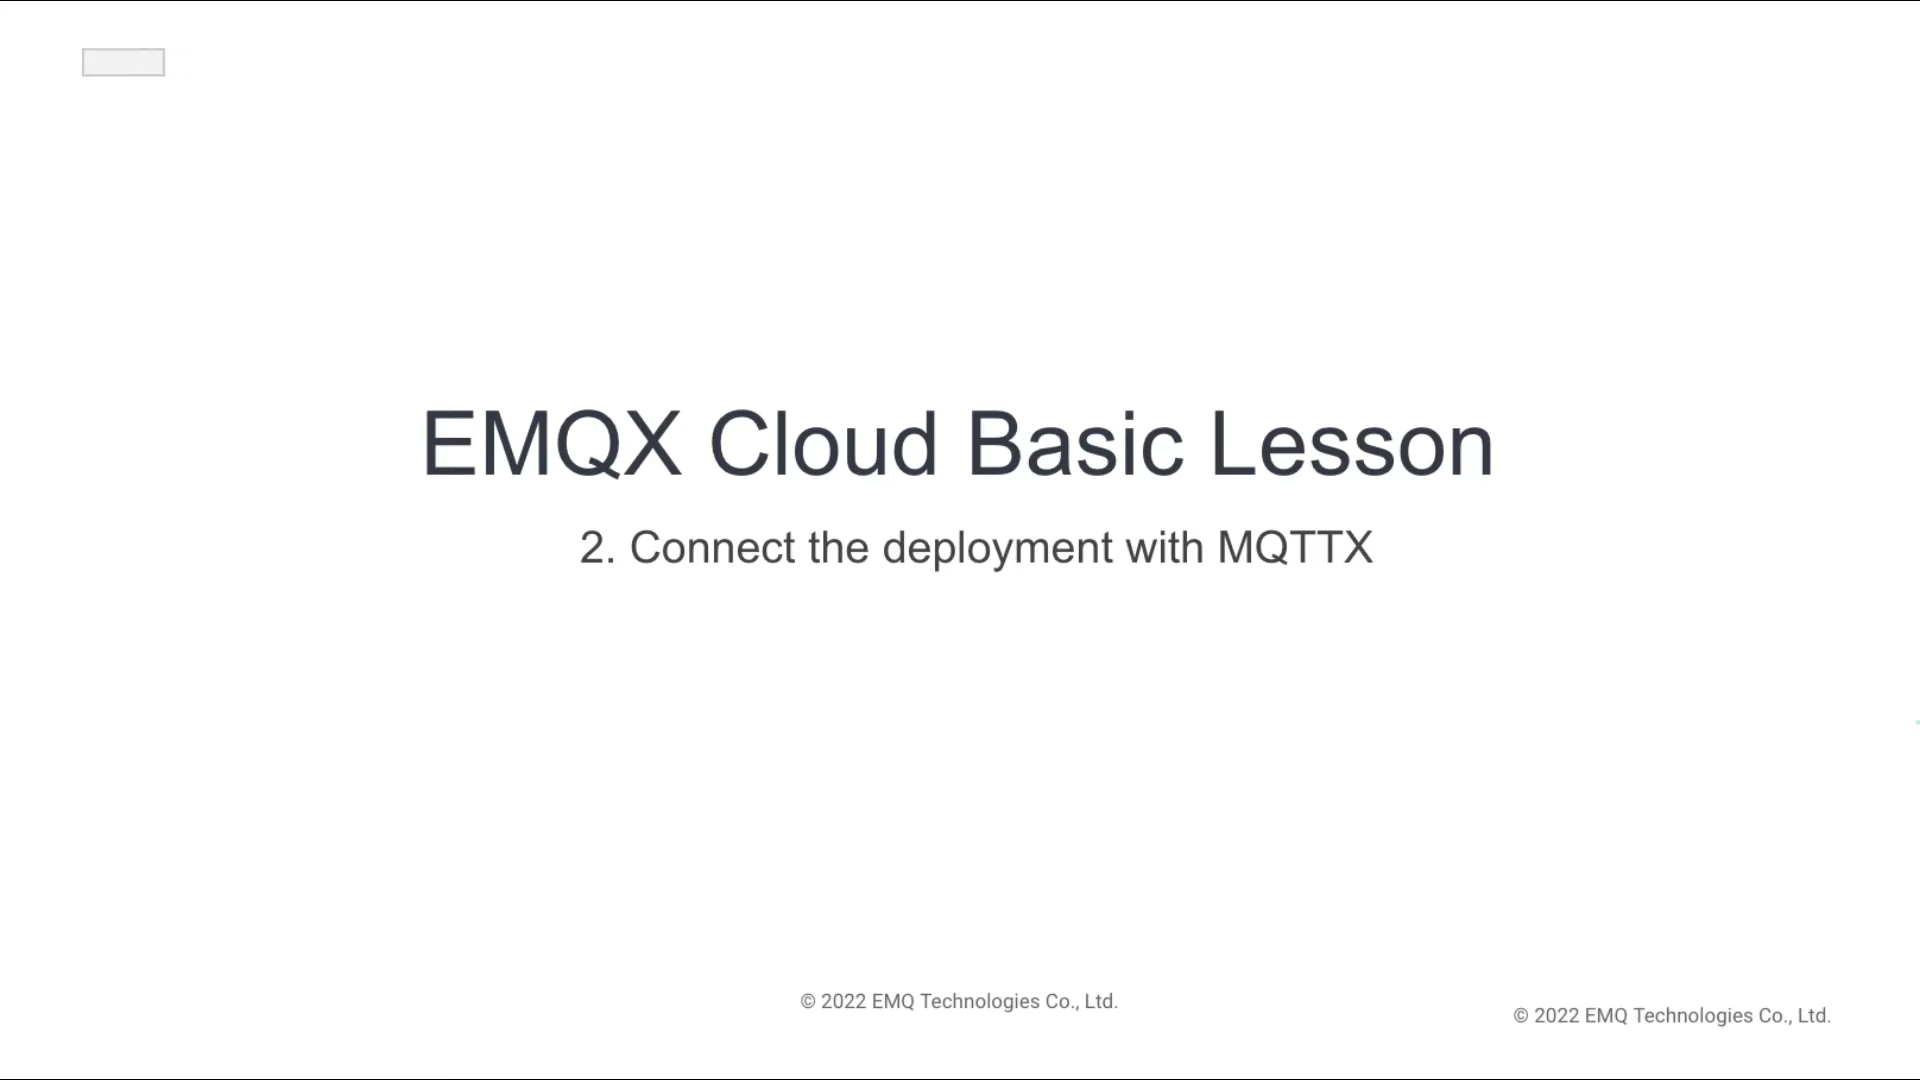 EMQX Cloud Basic Lesson
2. Connect the deployment with MQTTX
© 2022 EMQ Technologies Co., Ltd.
© 2022 EMQ Technologies Co., Ltd.